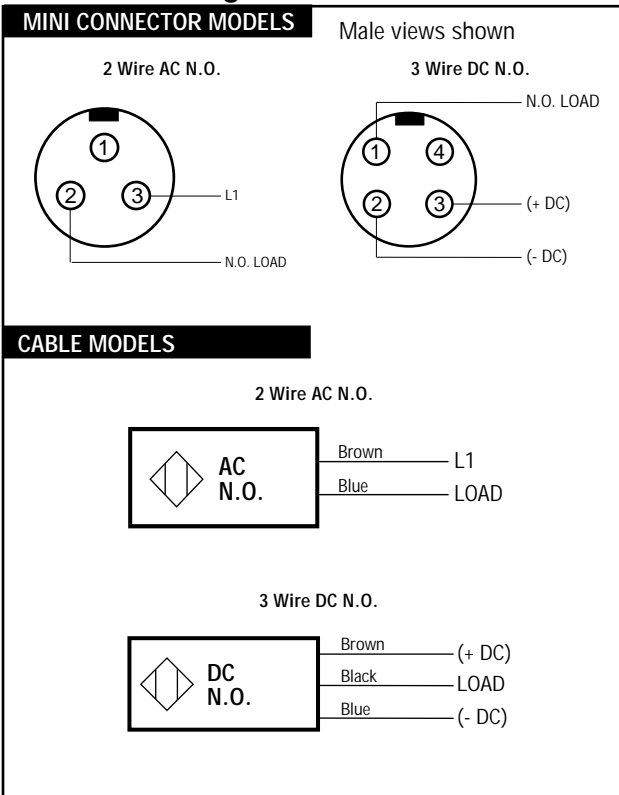 MINI CONNECTOR MODELS
Male views shown
2 Wire AC N.O.
1
2
3
L1
N.O. LOAD
3 Wire DC N.O.
N.O. LOAD
1
4
2
3
(+ DC)
(- DC)
CABLE MODELS
2 Wire AC N.O.
AC
N.O.
Brown
L1
Blue
LOAD
3 Wire DC N.O.
DC
N.O.
Brown
(+ DC)
Black
LOAD
Blue
(- DC)